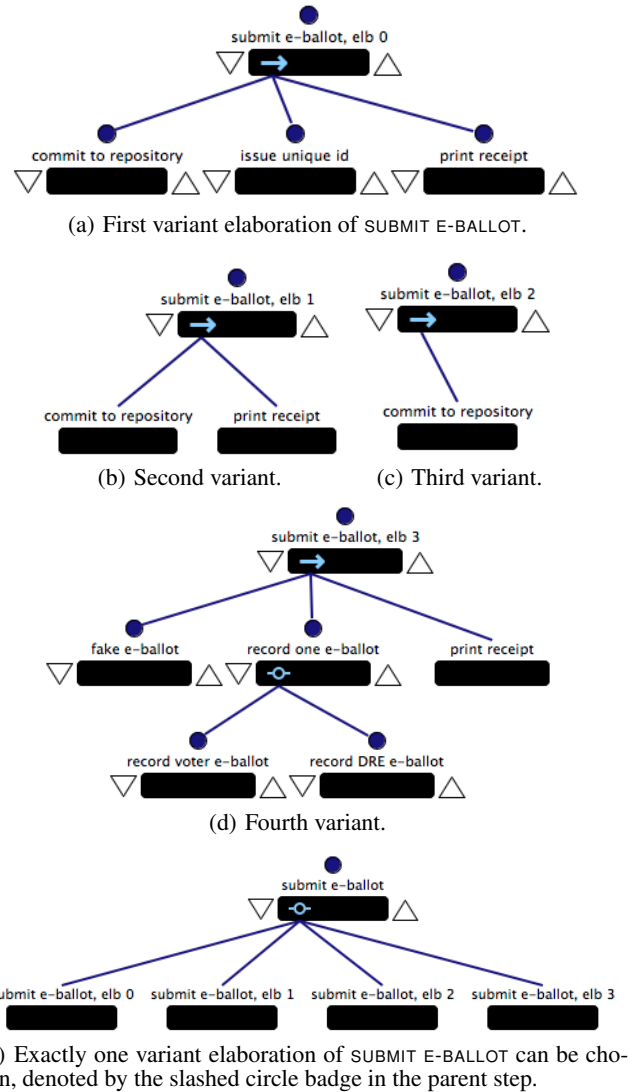 submit e-ballot, elb 0
commit to repository issue unique id print receipt
(a) First variant elaboration of SUBMIT E-BALLOT.
submit e-ballot, elb 1
submit e-ballot, elb 2
commit to repository print receipt
commit to repository
(b) Second variant.
(c) Third variant.
submit e-ballot, elb 3
fake e-ballot record one e-ballot print receipt
record voter e-ballot record DRE e-ballot
(d) Fourth variant.
submit e-ballot
ubmit e-ballot, elb 0 submit e-ballot, elb 1 submit e-ballot, elb 2 submit e-ballot, elb 3
) Exactly one variant elaboration of SUBMIT E-BALLOT can be cho-
n, denoted by the slashed circle badge in the parent step.